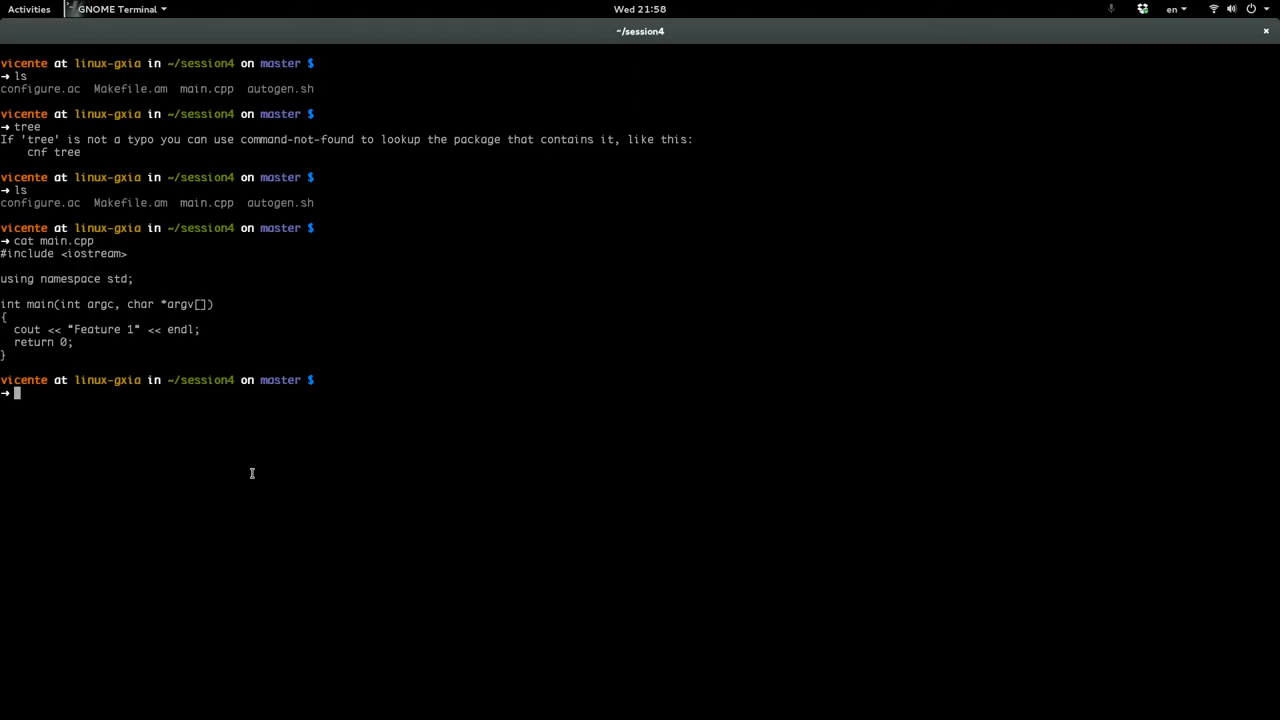 Activities GNOME Terminal Wed 21:58 en
~/session4
vicente at linux-gxia in ~/session4 on master $
➜ ls
configure.ac  Makefile.am  main.cpp  autogen.sh
vicente at linux-gxia in ~/session4 on master $
➜ tree
If 'tree' is not a typo you can use command-not-found to lookup the package that contains it, like this:
    cnf tree
vicente at linux-gxia in ~/session4 on master $
➜ ls
configure.ac  Makefile.am  main.cpp  autogen.sh
vicente at linux-gxia in ~/session4 on master $
➜ cat main.cpp
#include <iostream>
using namespace std;
int main(int argc, char *argv[])
{
  cout << "Feature 1" << endl;
  return 0;
}
vicente at linux-gxia in ~/session4 on master $
➜